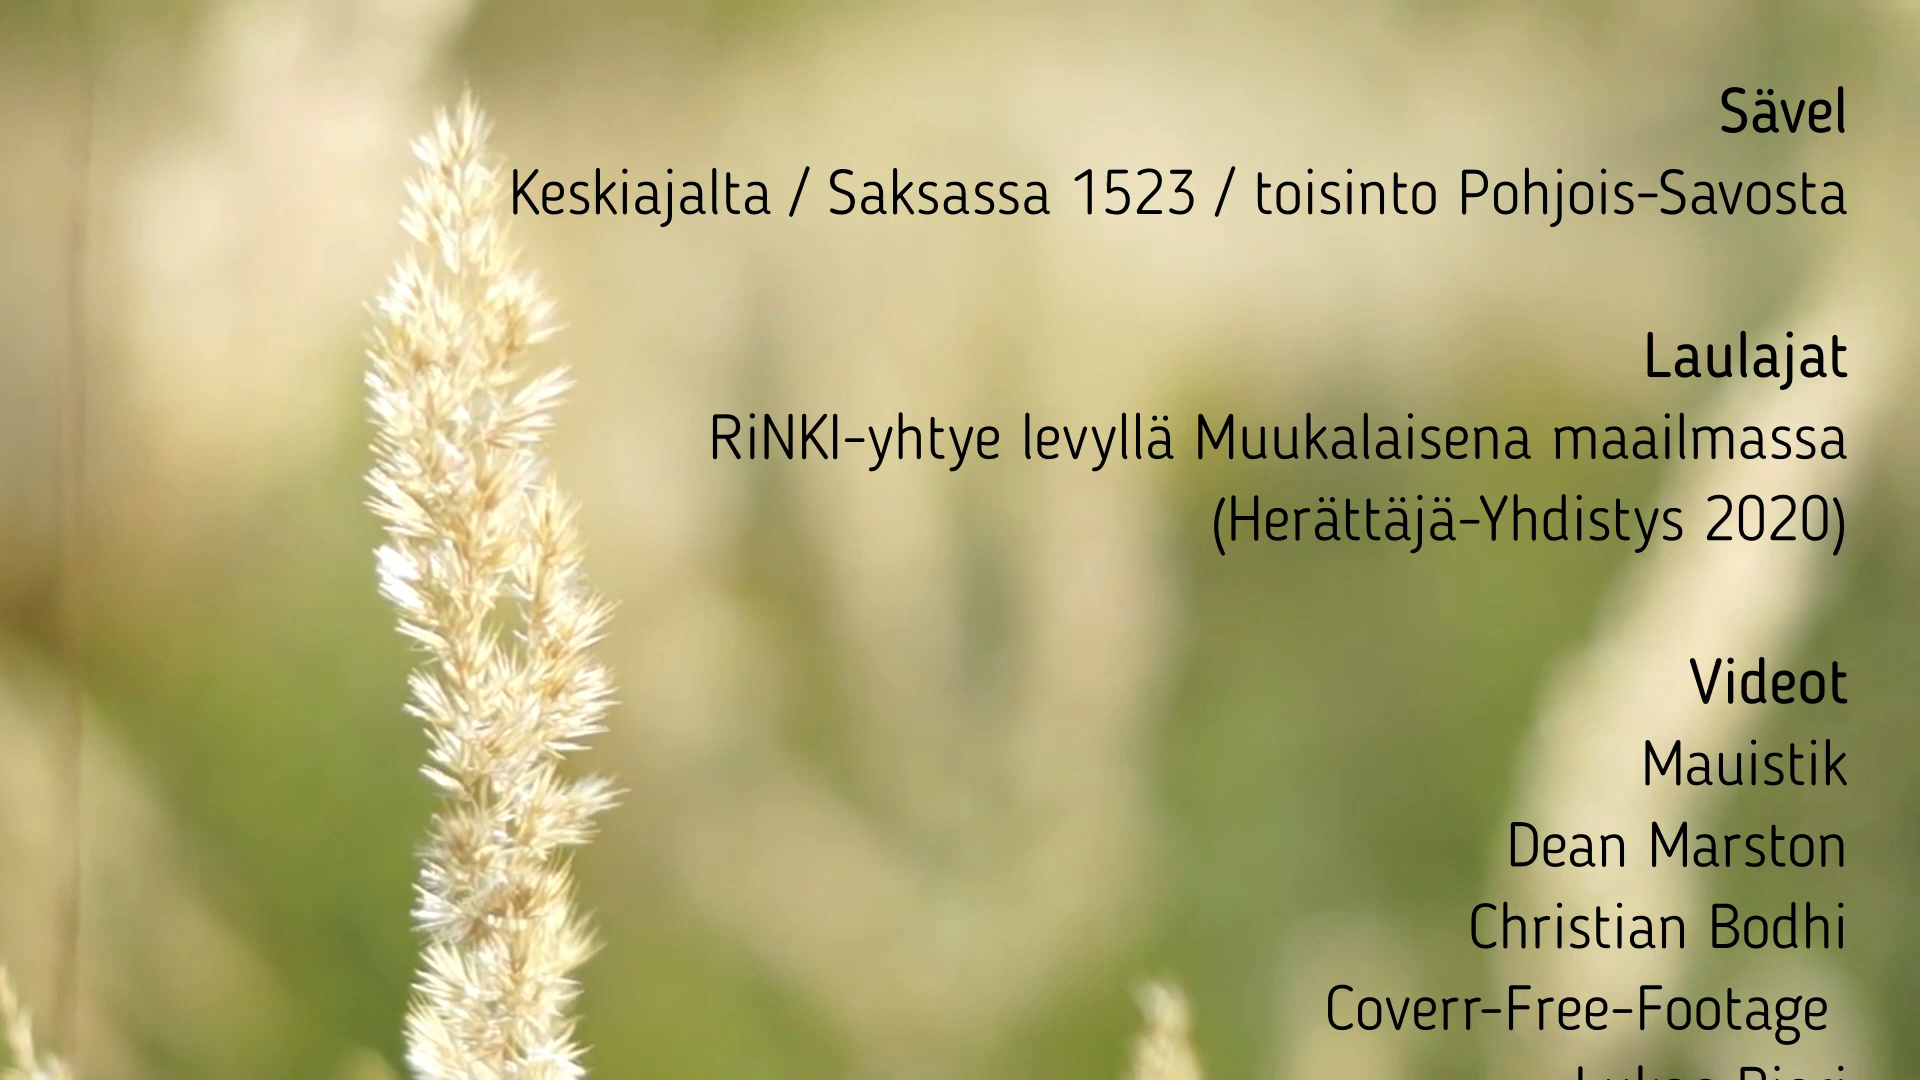 Sävel
Keskiajalta / Saksassa 1523 / toisinto Pohjois-Savosta
Laulajat
RiNKI-yhtye levyllä Muukalaisena maailmassa
(Herättäjä-Yhdistys 2020)
Videot
Mauistik
Dean Marston
Christian Bodhi
Coverr-Free-Footage